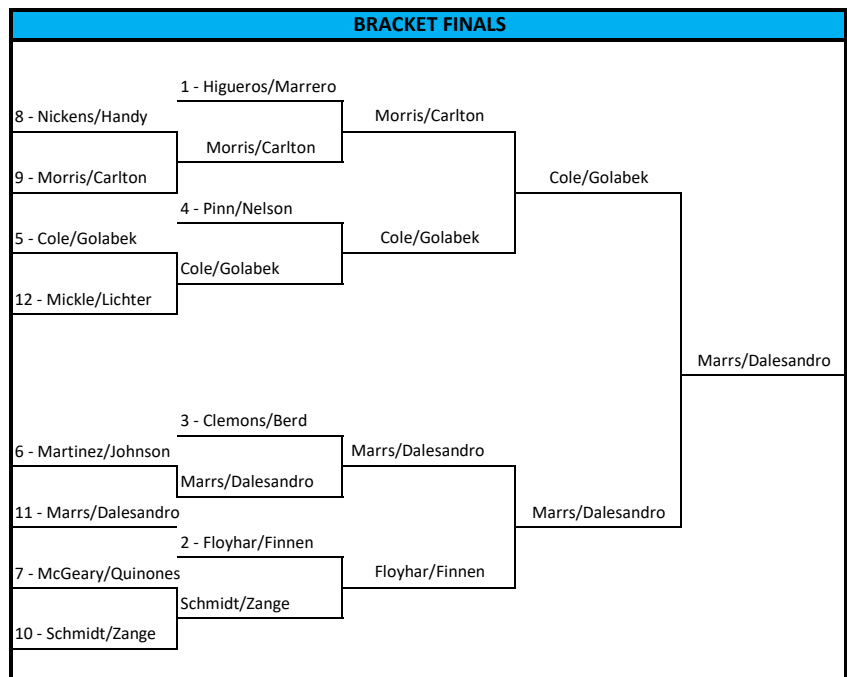 BRACKET FINALS
1 - Higueros/Marrero
8 - Nickens/Handy
Morris/Carlton
Morris/Carlton
9 - Morris/Carlton
Cole/Golabek
4 - Pinn/Nelson
5 - Cole/Golabek
Cole/Golabek
Cole/Golabek
12 - Mickle/Lichter
Marrs/Dalesandro
3 - Clemons/Berd
6 - Martinez/Johnson
Marrs/Dalesandro
Marrs/Dalesandro
11 - Marrs/Dalesandro
Marrs/Dalesandro
2 - Floyhar/Finnen
7 - McGeary/Quinones
Floyhar/Finnen
Schmidt/Zange
10 - Schmidt/Zange